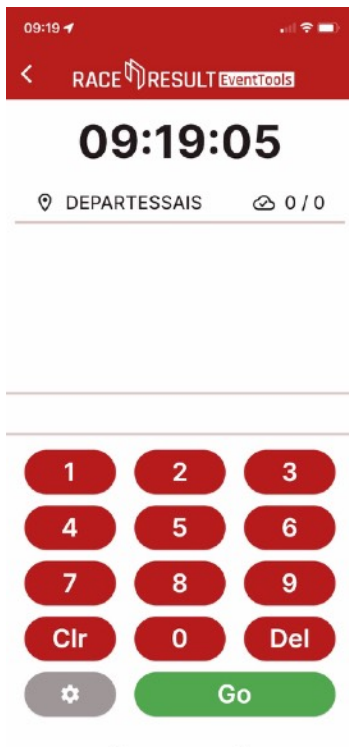 09:19
RACE RESULT EventTools
09:19:05
DEPARTESSAIS 0 / 0
1 2 3
4 5 6
7 8 9
Clr 0 Del
Go